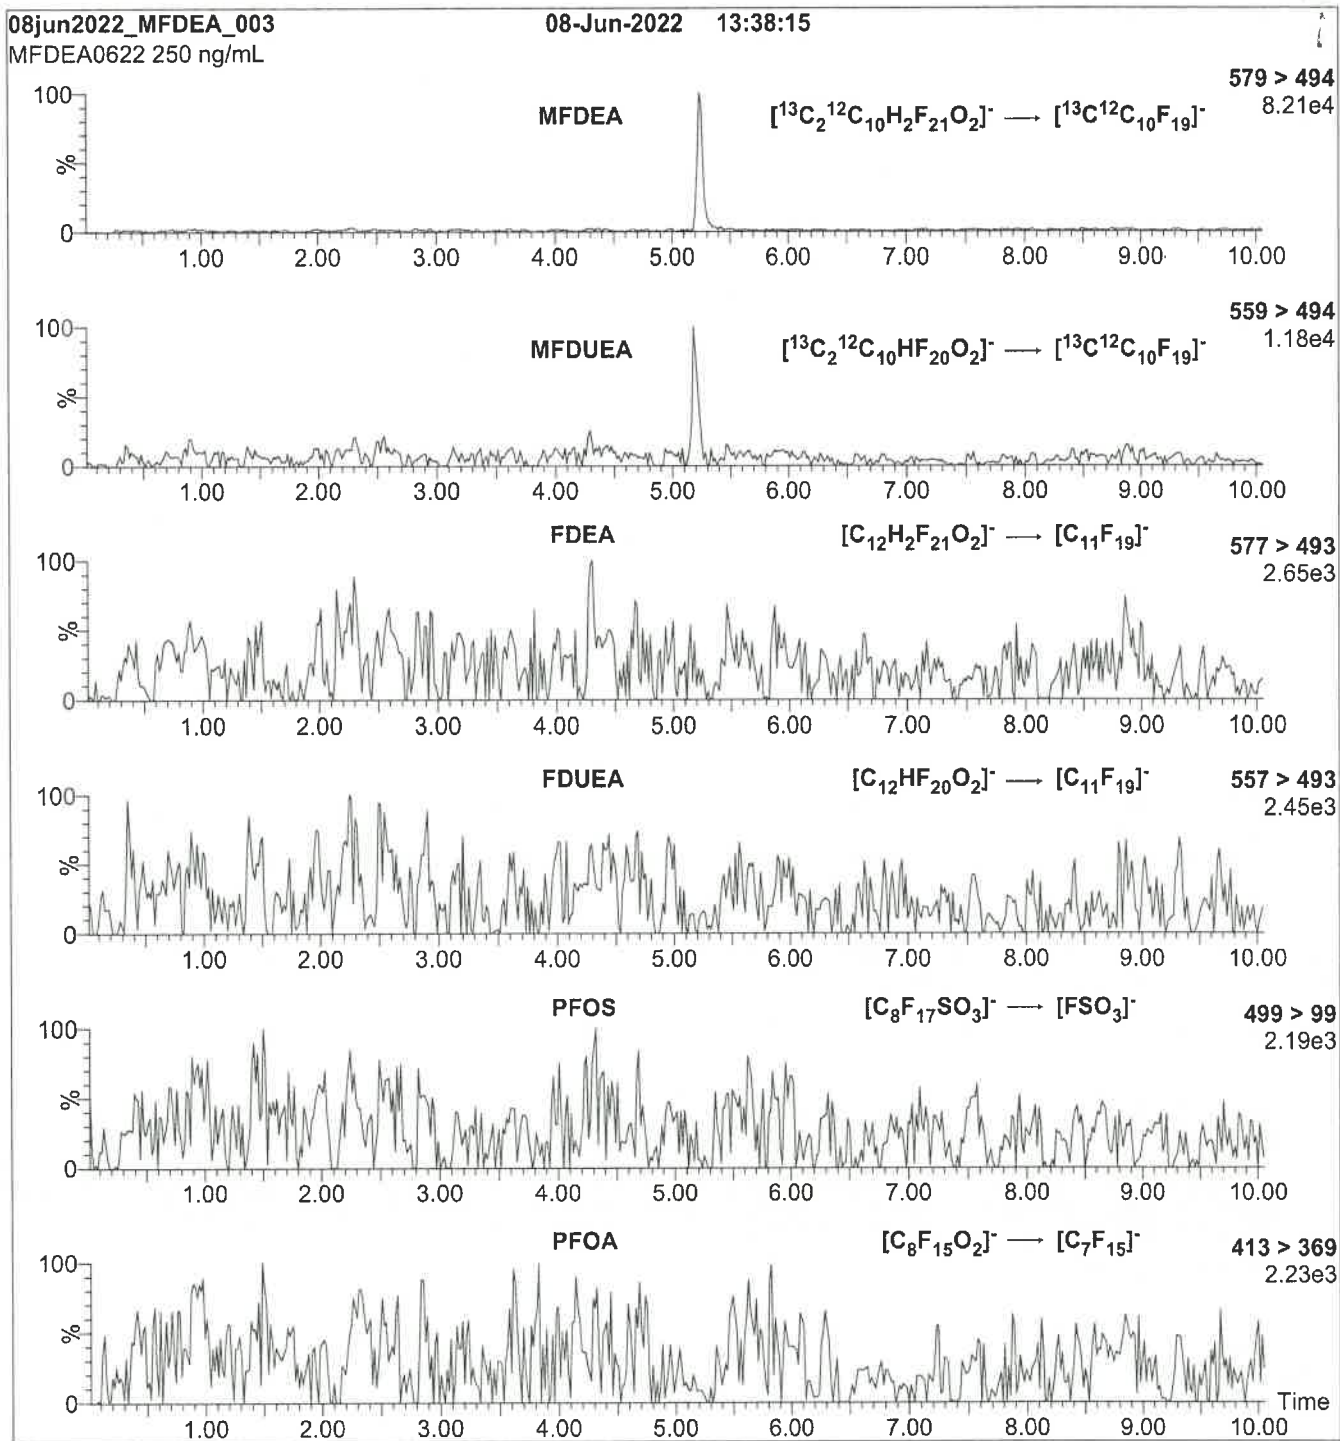 08jun2022_MFDEA_003 08-Jun-2022 13:38:15
MFDEA0622 250 ng/mL
579 > 494
8.21e4
MFDEA [¹³C₂¹²C₁₀H₂F₂₁O₂]⁻ → [¹³C¹²C₁₀F₁₉]⁻
100
%
0
1.00 2.00 3.00 4.00 5.00 6.00 7.00 8.00 9.00 10.00
559 > 494
1.18e4
MFDUEA [¹³C₂¹²C₁₀HF₂₀O₂]⁻ → [¹³C¹²C₁₀F₁₉]⁻
100
%
0
1.00 2.00 3.00 4.00 5.00 6.00 7.00 8.00 9.00 10.00
FDEA [C₁₂H₂F₂₁O₂]⁻ → [C₁₁F₁₉]⁻
577 > 493
2.65e3
100
%
0
1.00 2.00 3.00 4.00 5.00 6.00 7.00 8.00 9.00 10.00
FDUEA [C₁₂HF₂₀O₂]⁻ → [C₁₁F₁₉]⁻ 557 > 493
2.45e3
100
%
0
1.00 2.00 3.00 4.00 5.00 6.00 7.00 8.00 9.00 10.00
PFOS [C₈F₁₇SO₃]⁻ → [FSO₃]⁻ 499 > 99
2.19e3
100
%
0
1.00 2.00 3.00 4.00 5.00 6.00 7.00 8.00 9.00 10.00
PFOA [C₈F₁₅O₂]⁻ → [C₇F₁₅]⁻ 413 > 369
2.23e3
100
%
0
Time
1.00 2.00 3.00 4.00 5.00 6.00 7.00 8.00 9.00 10.00